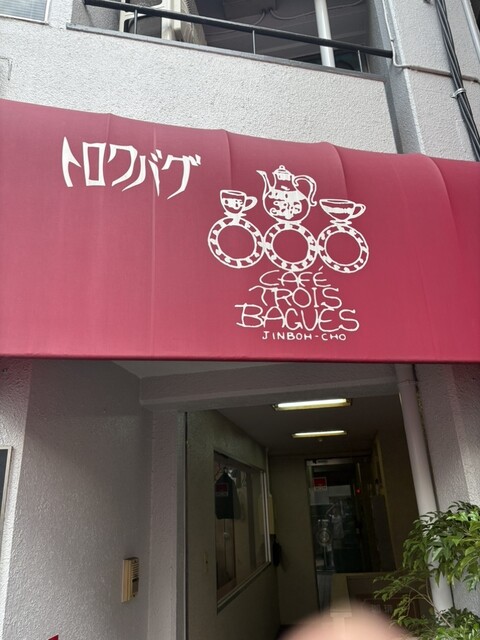 トロワバグ
CAFÉ
TROIS
BAGUES
JINBOH-CHO